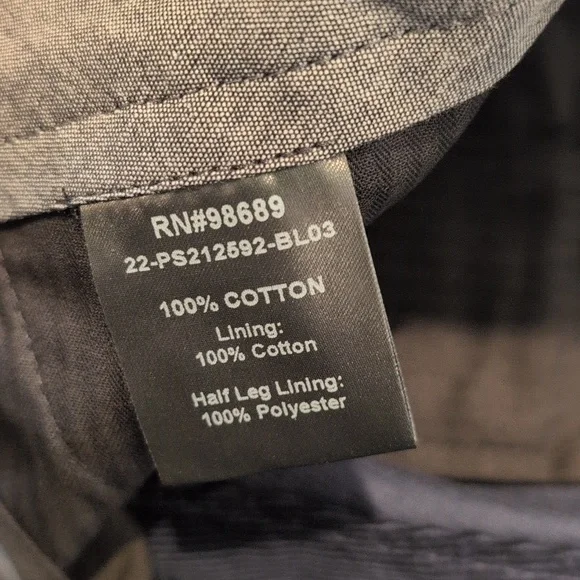 RN#98689
22-PS212592-BL03
100% COTTON
Lining:
100% Cotton
Half Leg Lining:
100% Polyester